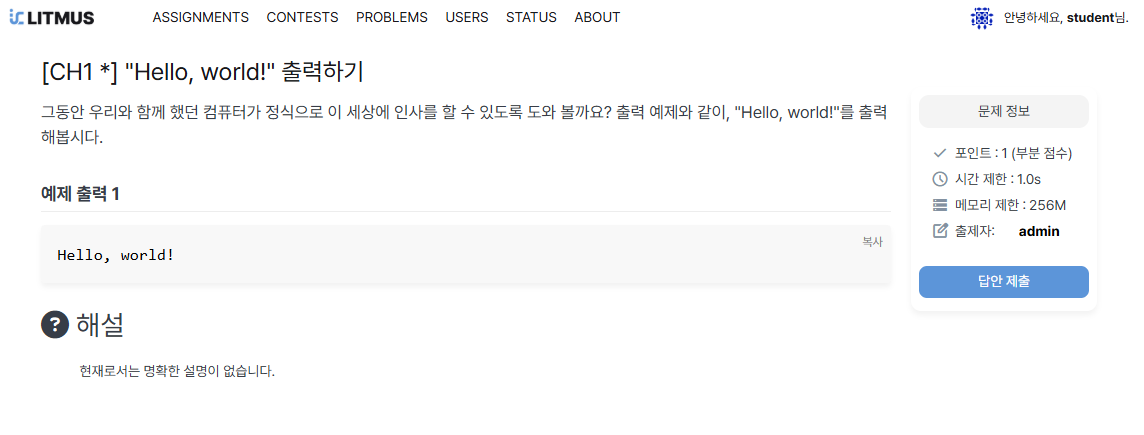 LITMUS ASSIGNMENTS CONTESTS PROBLEMS USERS STATUS ABOUT 안녕하세요, student님.
[CH1 *] "Hello, world!" 출력하기
그동안 우리와 함께 했던 컴퓨터가 정식으로 이 세상에 인사를 할 수 있도록 도와 볼까요? 출력 예제와 같이, "Hello, world!"를 출력
해봅시다.
예제 출력 1
복사
Hello, world!
? 해설
현재로서는 명확한 설명이 없습니다.
문제 정보
포인트 : 1 (부분 점수)
시간 제한 : 1.0s
메모리 제한 : 256M
출제자: admin
답안 제출